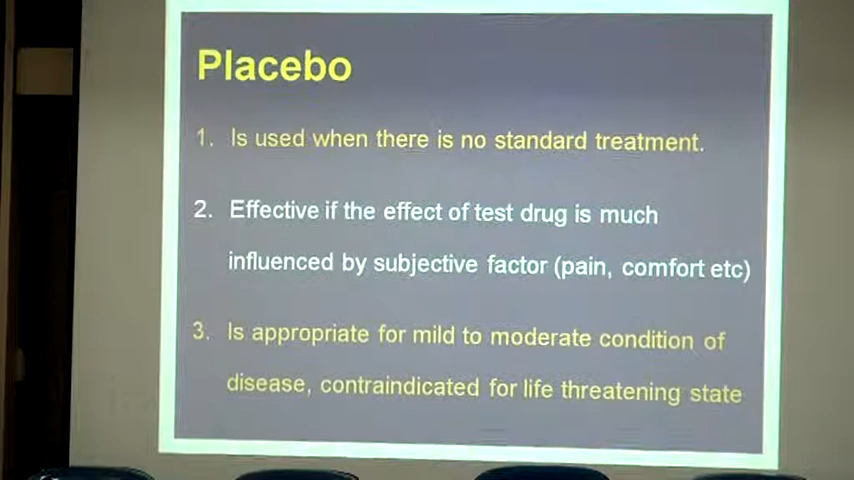 Placebo
1. Is used when there is no standard treatment.
2. Effective if the effect of test drug is much
influenced by subjective factor (pain, comfort etc)
3. Is appropriate for mild to moderate condition of
disease, contraindicated for life threatening state